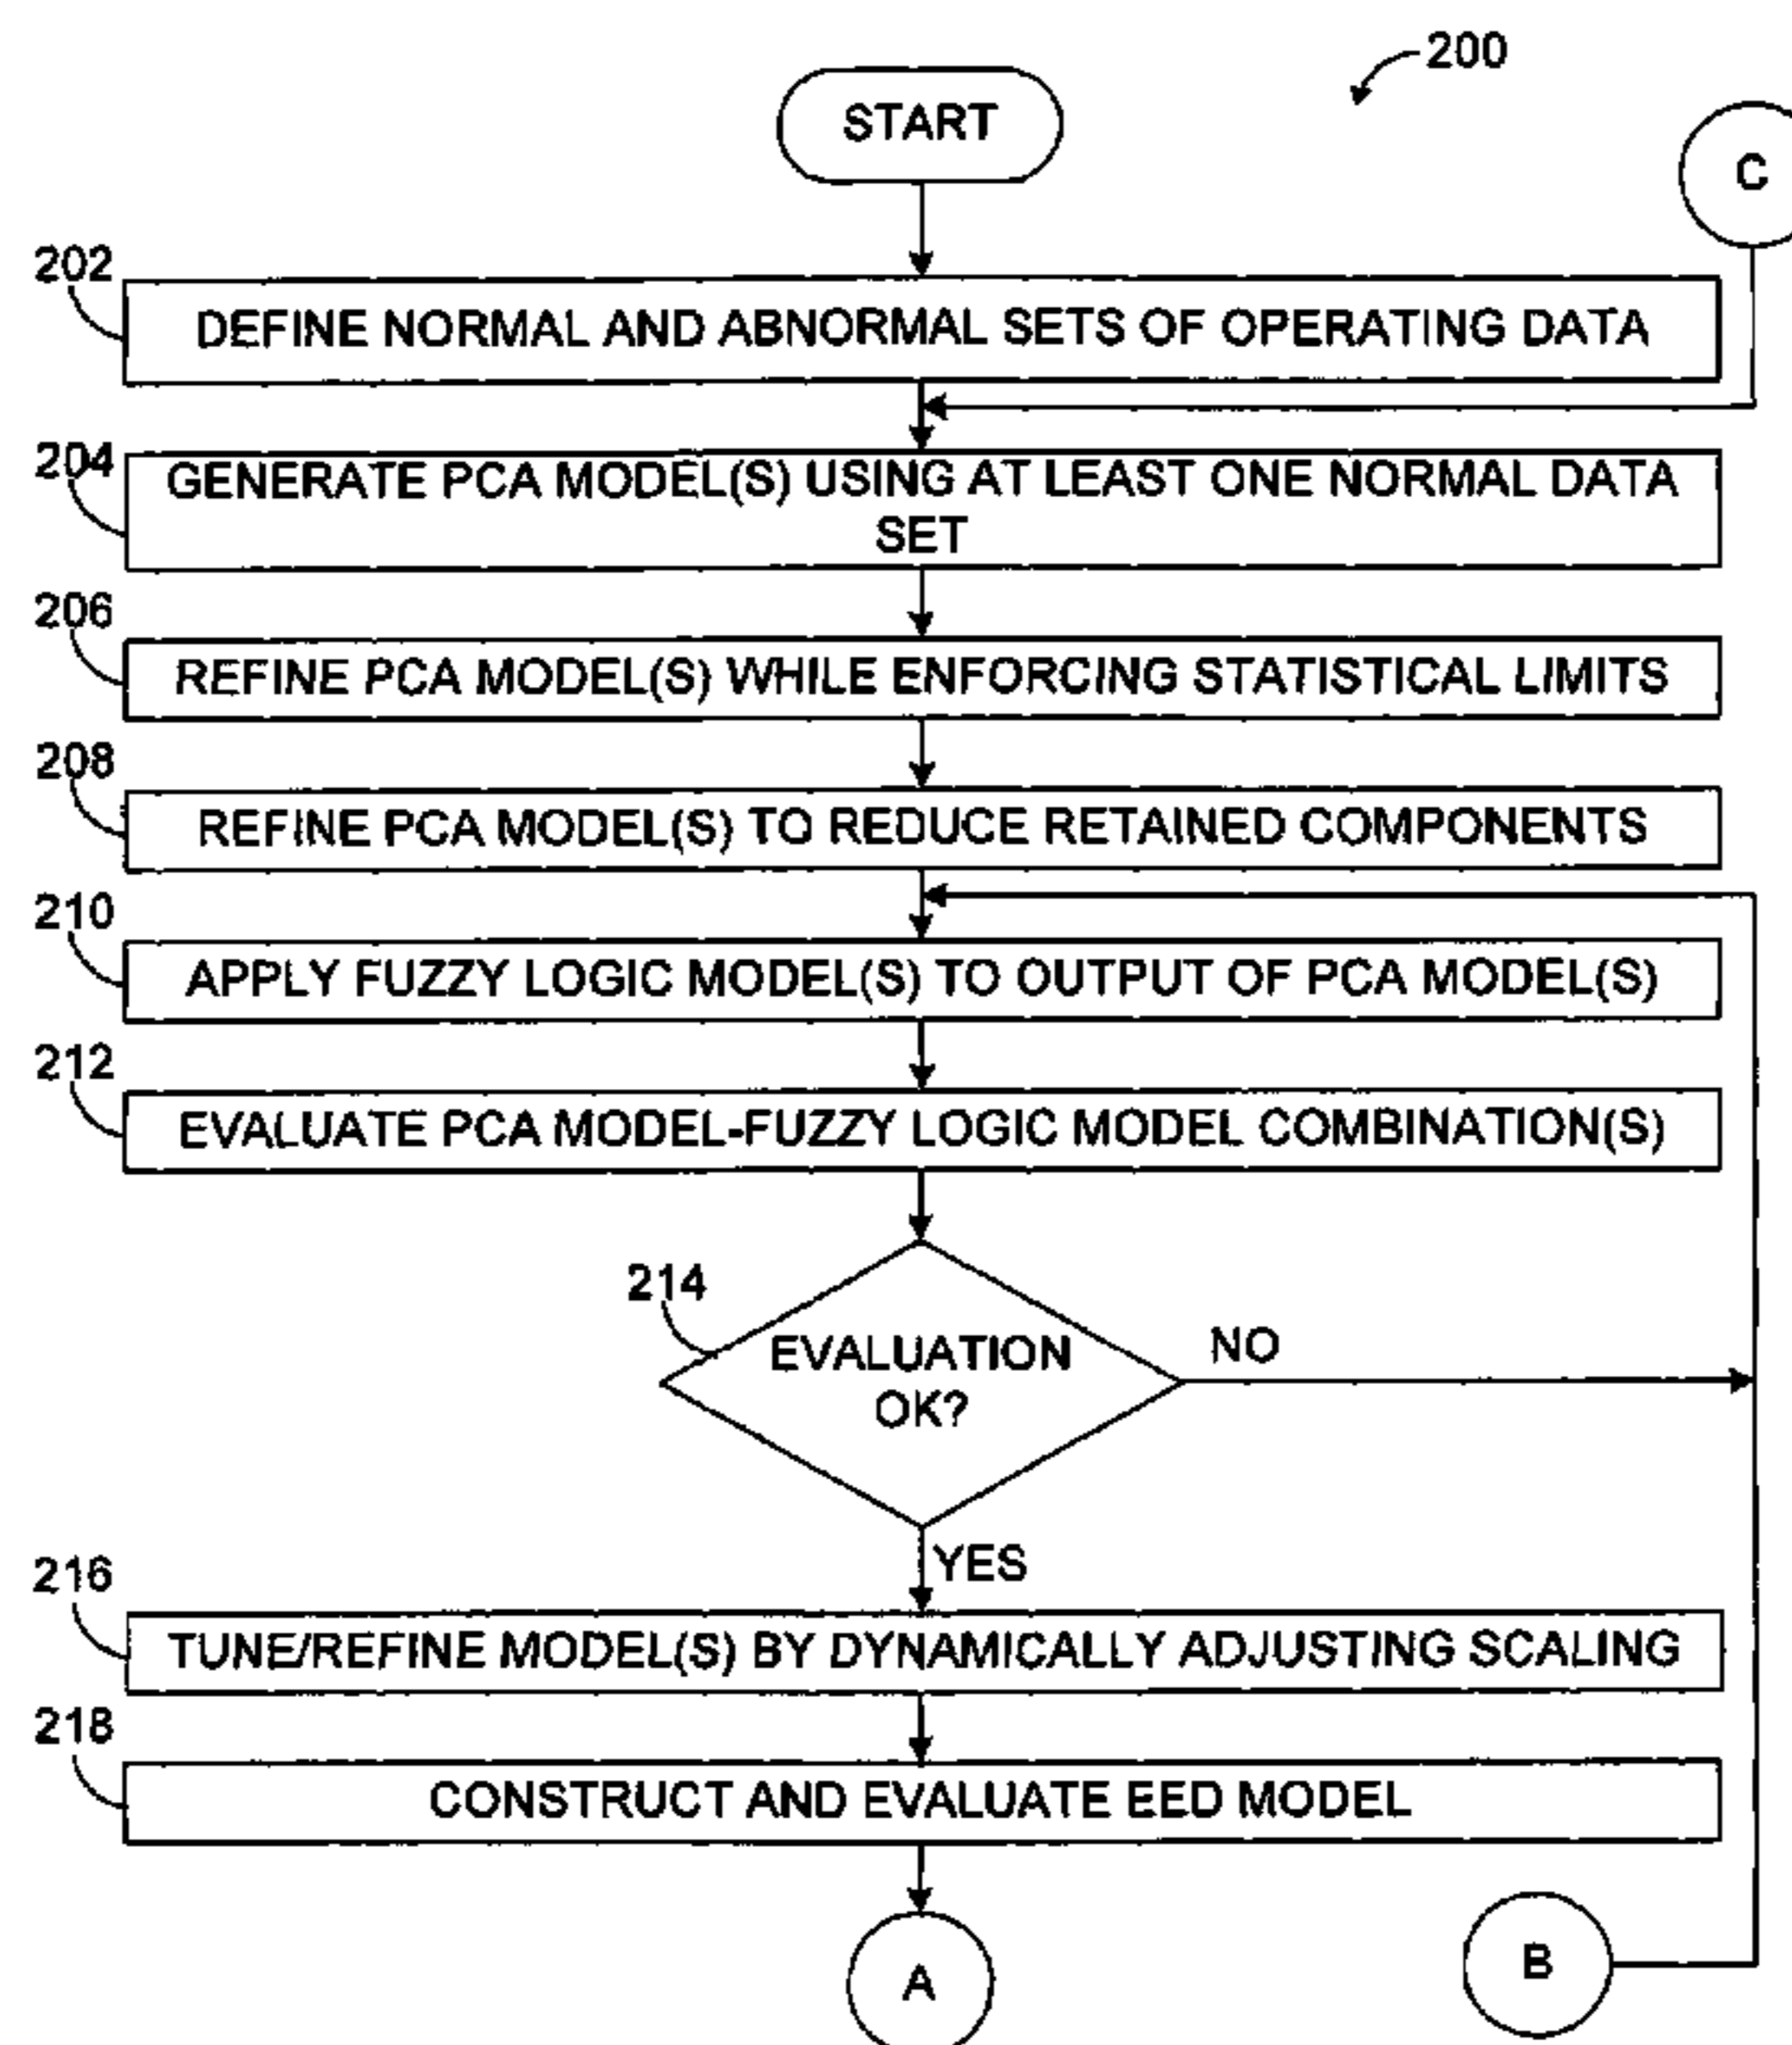 200
START
C
202
DEFINE NORMAL AND ABNORMAL SETS OF OPERATING DATA
204
GENERATE PCA MODEL(S) USING AT LEAST ONE NORMAL DATA
SET
206
REFINE PCA MODEL(S) WHILE ENFORCING STATISTICAL LIMITS
208
REFINE PCA MODEL(S) TO REDUCE RETAINED COMPONENTS
210
APPLY FUZZY LOGIC MODEL(S) TO OUTPUT OF PCA MODEL(S)
212
EVALUATE PCA MODEL-FUZZY LOGIC MODEL COMBINATION(S)
214
EVALUATION
OK?
NO
YES
216
TUNE/REFINE MODEL(S) BY DYNAMICALLY ADJUSTING SCALING
218
CONSTRUCT AND EVALUATE EED MODEL
A
B